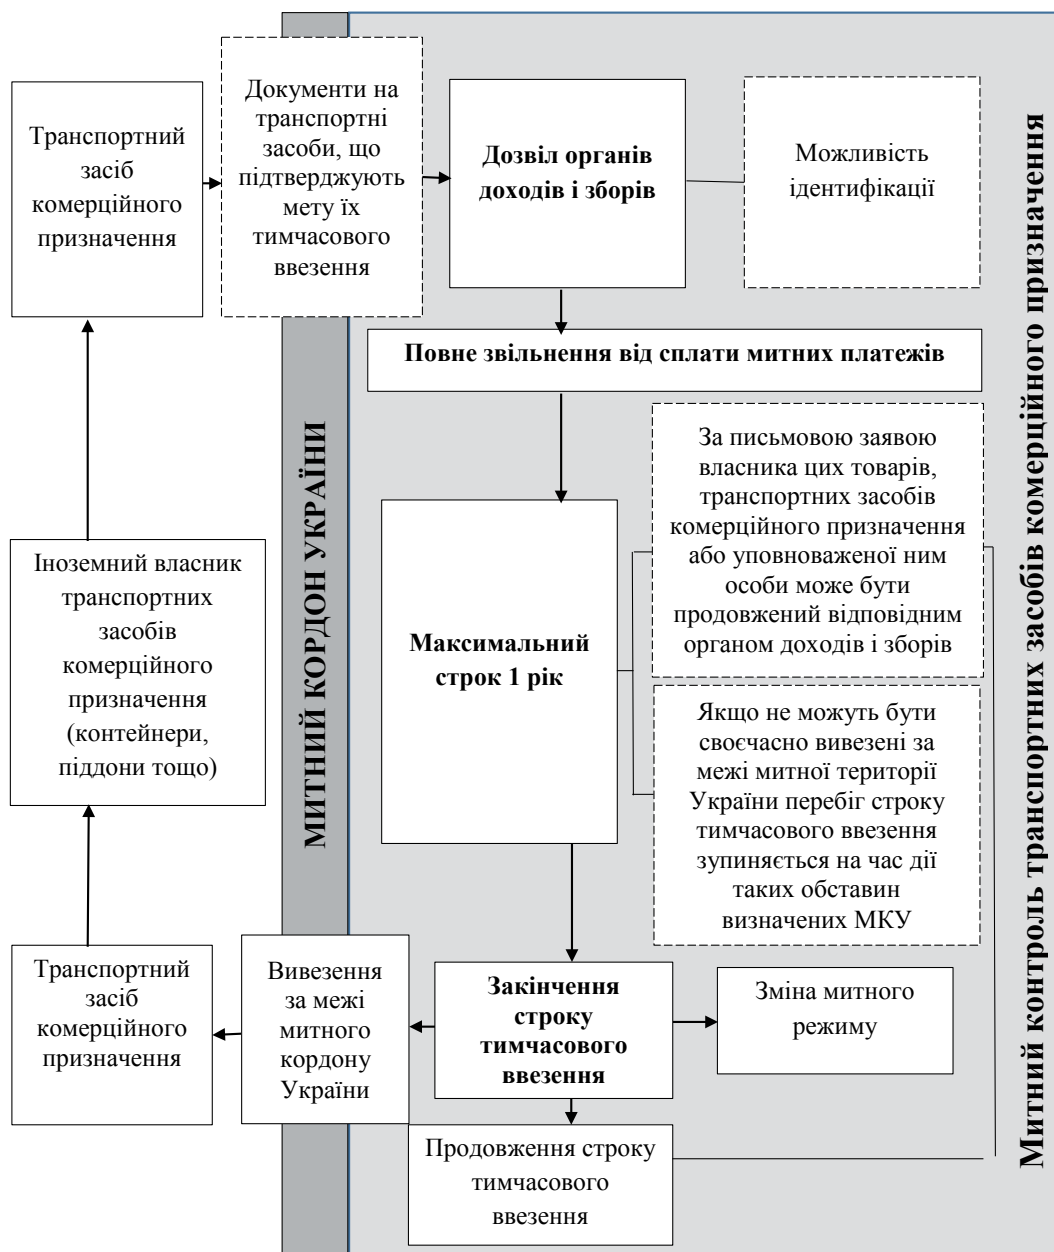 Транспортний
засіб
комерційного
призначення
Документи на
транспортні
засоби, що
підтверджують
мету їх
тимчасового
ввезення
Дозвіл органів
доходів і зборів
Можливість
ідентифікації
Повне звільнення від сплати митних платежів
За письмовою заявою
власника цих товарів,
транспортних засобів
комерційного призначення
або уповноваженої ним
особи може бути
продовжений відповідним
органом доходів і зборів
Максимальний
строк 1 рік
Якщо не можуть бути
своєчасно вивезені за
межі митної території
України перебіг строку
тимчасового ввезення
зупиняється на час дії
таких обставин
визначених МКУ
Іноземний власник
транспортних
засобів
комерційного
призначення
(контейнери,
піддони тощо)
МИТНИЙ КОРДОН УКРАЇНИ
Митний контроль транспортних засобів комерційного призначення
Транспортний
засіб
комерційного
призначення
Вивезення
за межі
митного
кордону
України
Закінчення
строку
тимчасового
ввезення
Зміна митного
режиму
Продовження строку
тимчасового
ввезення